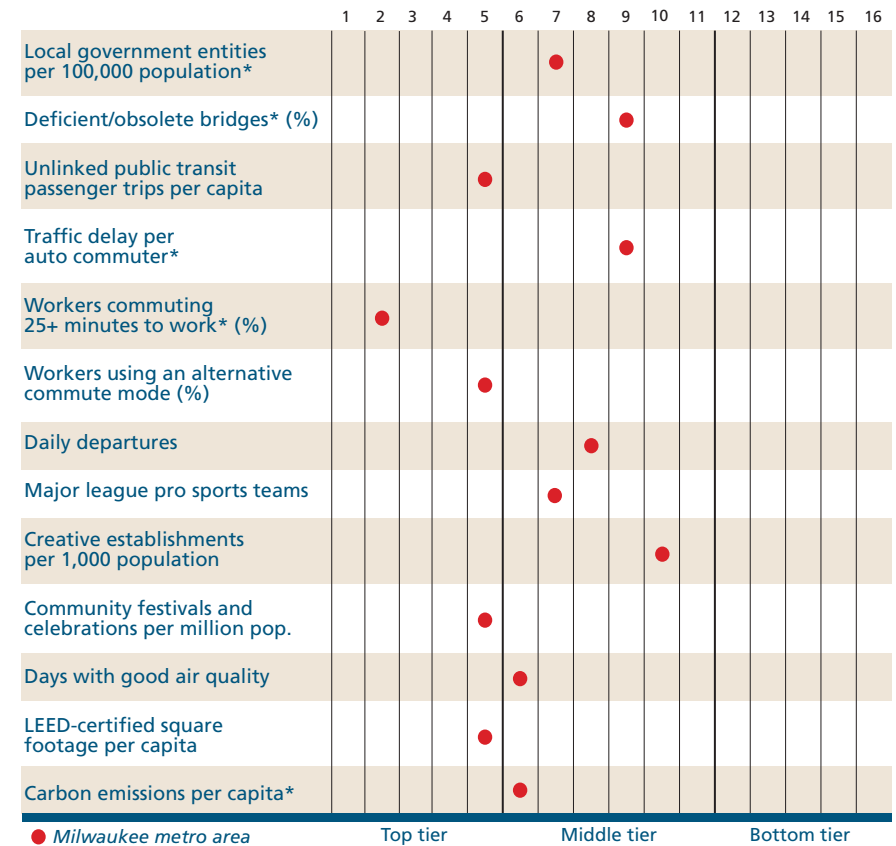 1 2 3 4 5 6 7 8 9 10 11 12 13 14 15 16
Local government entities
per 100,000 population*
Deficient/obsolete bridges* (%)
Unlinked public transit
passenger trips per capita
Traffic delay per
auto commuter*
Workers commuting
25+ minutes to work* (%)
Workers using an alternative
commute mode (%)
Daily departures
Major league pro sports teams
Creative establishments
per 1,000 population
Community festivals and
celebrations per million pop.
Days with good air quality
LEED-certified square
footage per capita
Carbon emissions per capita*
Milwaukee metro area Top tier Middle tier Bottom tier